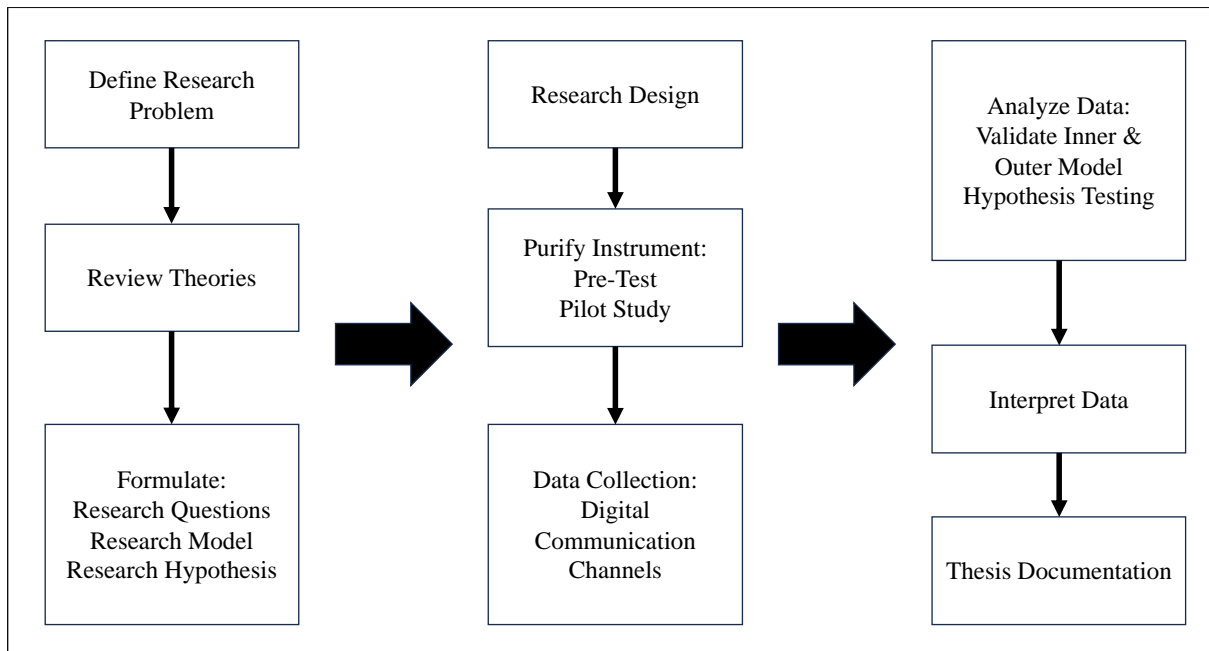 Define Research
Problem
Review Theories
Formulate:
Research Questions
Research Model
Research Hypothesis
Research Design
Purify Instrument:
Pre-Test
Pilot Study
Data Collection:
Digital
Communication
Channels
Analyze Data:
Validate Inner &
Outer Model
Hypothesis Testing
Interpret Data
Thesis Documentation